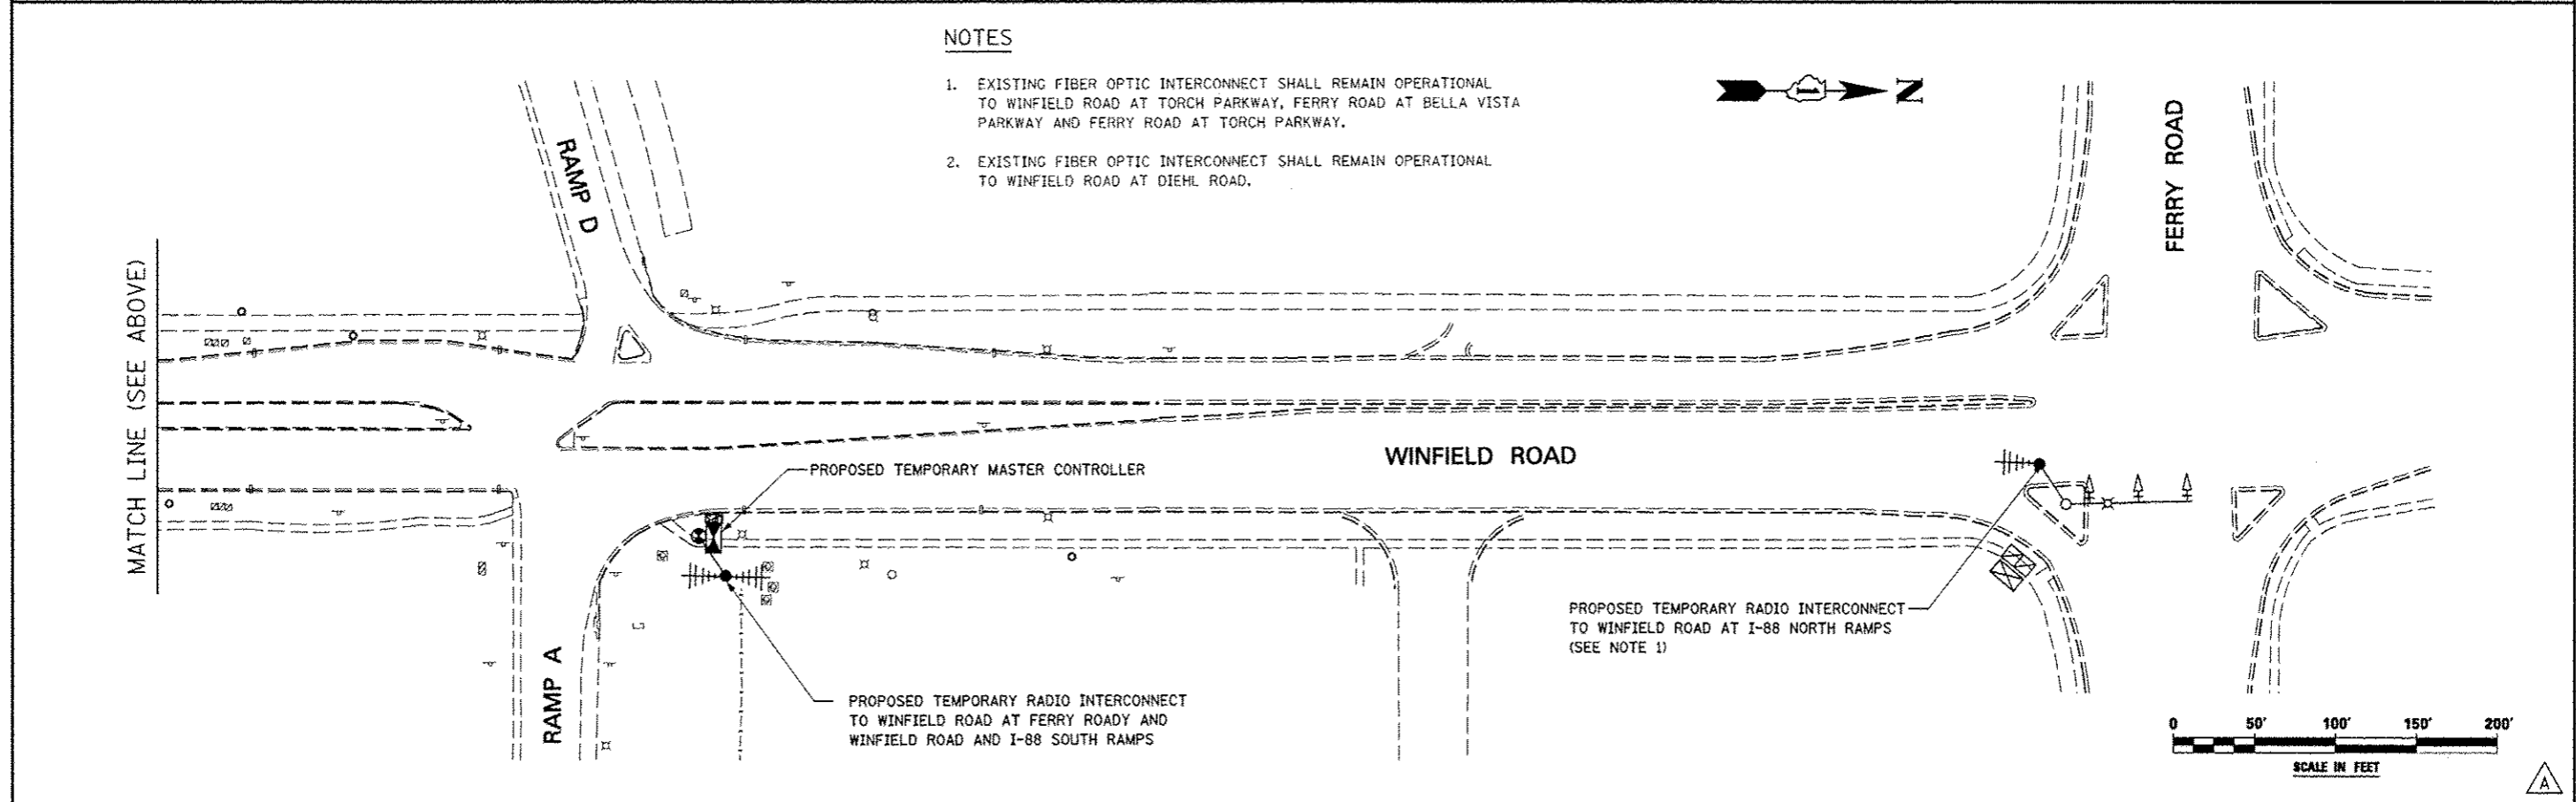 NOTES
1. EXISTING FIBER OPTIC INTERCONNECT SHALL REMAIN OPERATIONAL
TO WINFIELD ROAD AT TORCH PARKWAY, FERRY ROAD AT BELLA VISTA
PARKWAY AND FERRY ROAD AT TORCH PARKWAY.
2. EXISTING FIBER OPTIC INTERCONNECT SHALL REMAIN OPERATIONAL
TO WINFIELD ROAD AT DIEHL ROAD.
N
RAMP D
FERRY ROAD
MATCH LINE (SEE ABOVE)
WINFIELD ROAD
PROPOSED TEMPORARY MASTER CONTROLLER
PROPOSED TEMPORARY RADIO INTERCONNECT
TO WINFIELD ROAD AT I-88 NORTH RAMPS
(SEE NOTE 1)
RAMP A
PROPOSED TEMPORARY RADIO INTERCONNECT
TO WINFIELD ROAD AT FERRY ROADY AND
WINFIELD ROAD AND I-88 SOUTH RAMPS
0 50' 100' 150' 200'
SCALE IN FEET
A